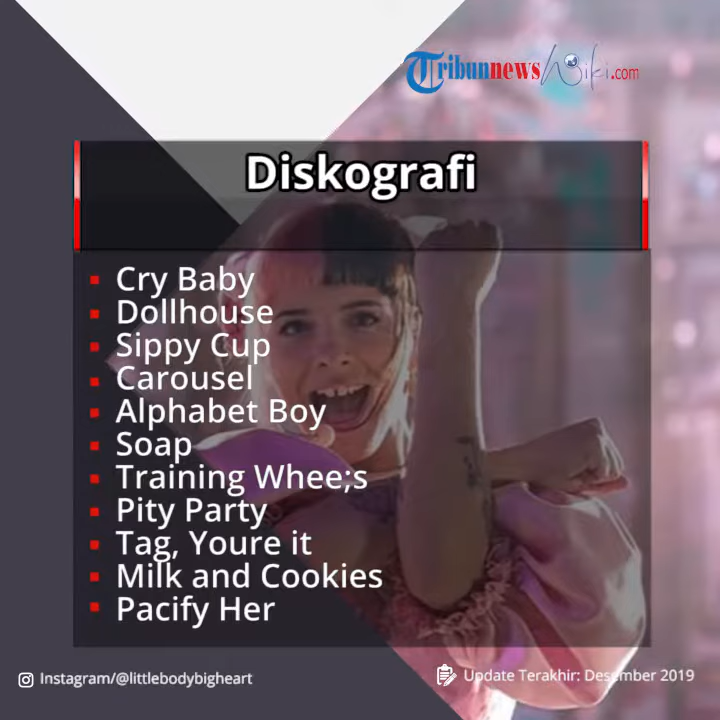 TribunnewsWiki.com
Diskografi
Cry Baby
Dollhouse
Sippy Cup
Carousel
Alphabet Boy
Soap
Training Whee;s
Pity Party
Tag, Youre it
Milk and Cookies
Pacify Her
Instagram/@littlebodybigheart
Update Terakhir: Desember 2019